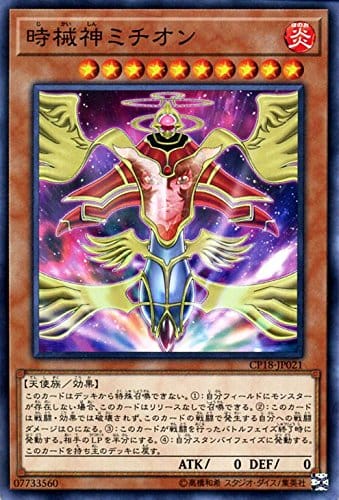 時械神ミチオン
炎
CP18-JP021
[天使族/効果]
このカードはデッキから特殊召喚できない。①:自分フィールドにモンスター
が存在しない場合、このカードはリリースなしで召喚できる。②:このカード
は戦闘・効果では破壊されず、このカードの戦闘で発生する自分への戦闘
ダメージは0になる。③:このカードが戦闘を行ったバトルフェイズ終了時に
発動する。相手のLPを半分にする。④:自分スタンバイフェイズに発動する。
このカードを持ち主のデッキに戻す。
ATK/ 0 DEF/ 0
07733560
©高橋和希 スタジオ・ダイス/集英社